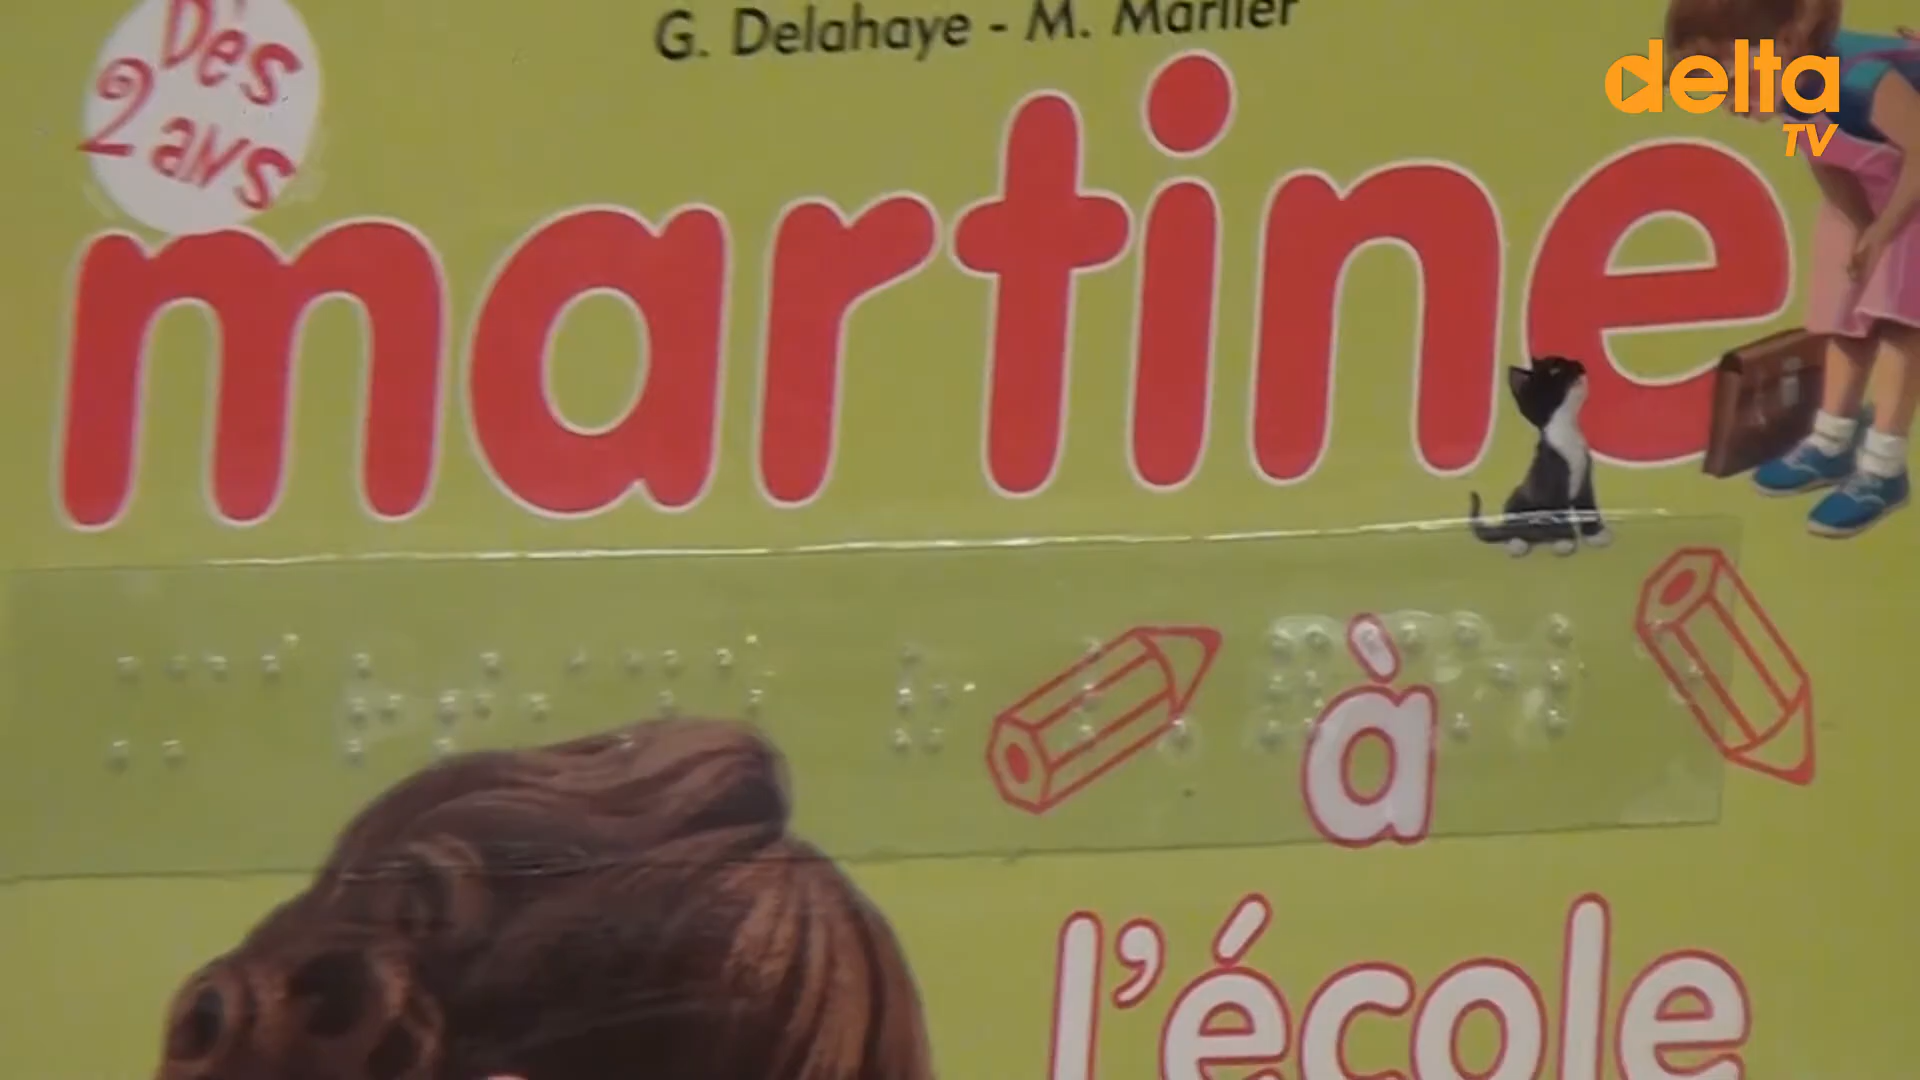 G. Delahaye - M. Marlier
Dès
2 ans
delta
TV
martine
⠍⠁⠗⠞⠊⠝⠑ ⠷ ⠇⠄⠿⠉⠕⠇⠑
à
l'école